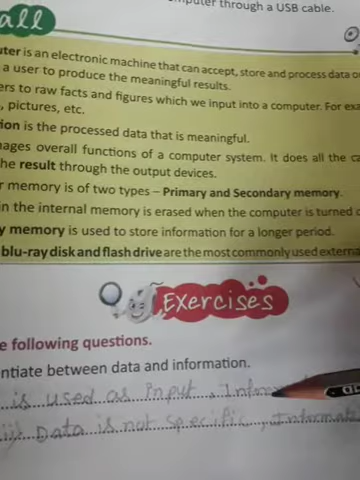 puter through a USB cable.
all
uter is an electronic machine that can accept, store and process data
a user to produce the meaningful results.
ers to raw facts and figures which we input into a computer. For exa
, pictures, etc.
ion is the processed data that is meaningful.
nages overall functions of a computer system. It does all the ca
he result through the output devices.
r memory is of two types – Primary and Secondary memory.
in the internal memory is erased when the computer is turned
y memory is used to store information for a longer period.
blu-ray disk and flash drive are the most commonly used externa
Exercises
e following questions.
ntiate between data and information.
is used as Input, Infom
Data is not specific, Informat